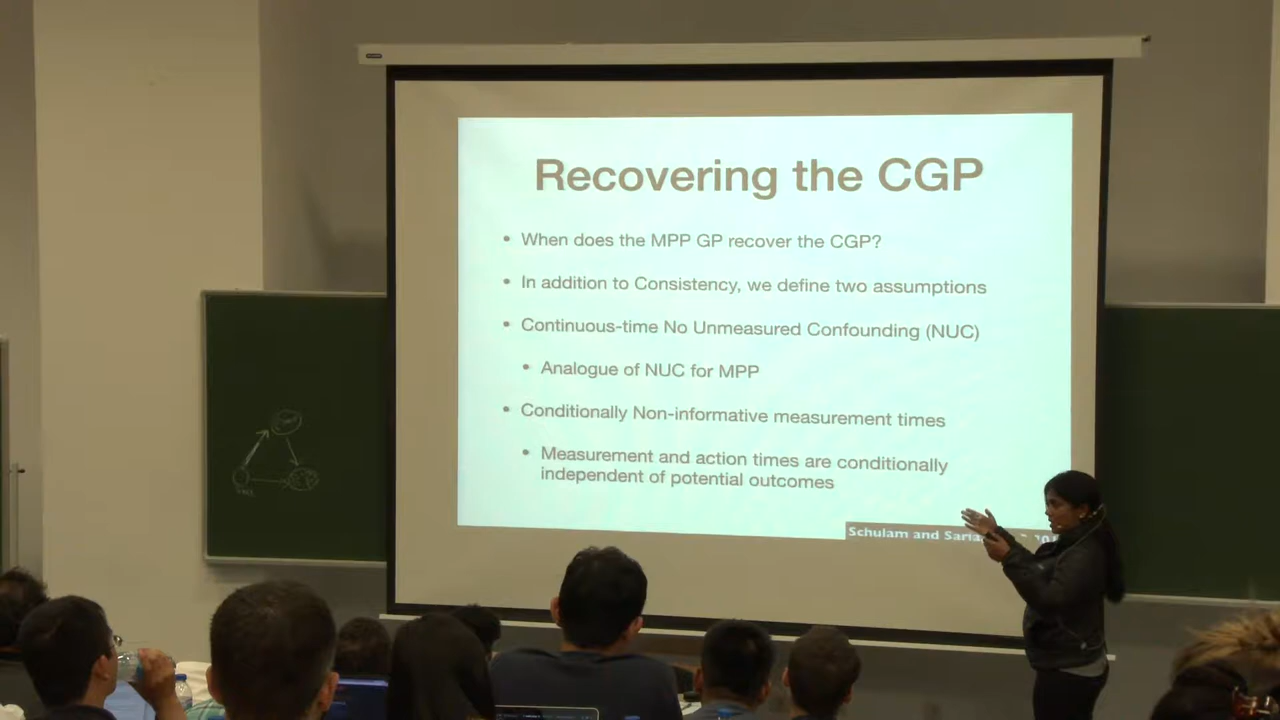 Recovering the CGP
• When does the MPP GP recover the CGP?
• In addition to Consistency, we define two assumptions
• Continuous-time No Unmeasured Confounding (NUC)
• Analogue of NUC for MPP
• Conditionally Non-informative measurement times
• Measurement and action times are conditionally
independent of potential outcomes
Schulam and